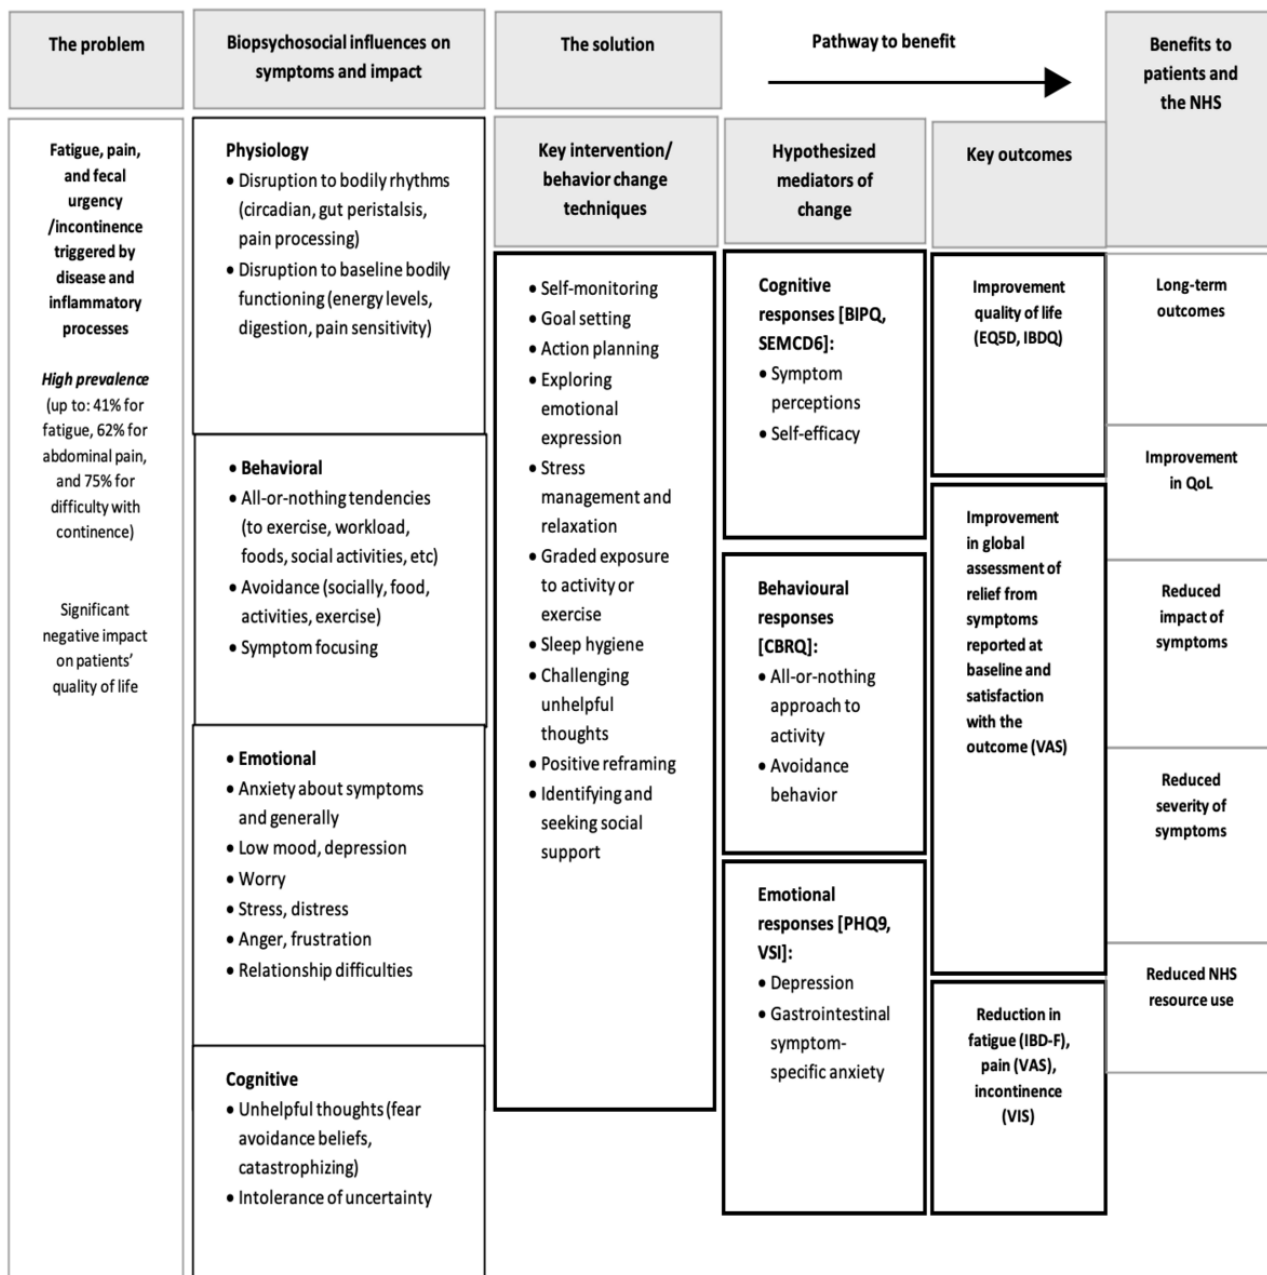 The problem
Biopsychosocial influences on
symptoms and impact
The solution
Pathway to benefit
Benefits to
patients and
the NHS
Key intervention/
behavior change
techniques
Hypothesized
mediators of
change
Key outcomes
Fatigue, pain,
and fecal
urgency
/incontinence
triggered by
disease and
inflammatory
processes
High prevalence
(up to: 41% for
fatigue, 62% for
abdominal pain,
and 75% for
difficulty with
continence)
Significant
negative impact
on patients’
quality of life
Physiology
• Disruption to bodily rhythms
(circadian, gut peristalsis,
pain processing)
• Disruption to baseline bodily
functioning (energy levels,
digestion, pain sensitivity)
• Behavioral
• All-or-nothing tendencies
(to exercise, workload,
foods, social activities, etc)
• Avoidance (socially, food,
activities, exercise)
• Symptom focusing
• Emotional
• Anxiety about symptoms
and generally
• Low mood, depression
• Worry
• Stress, distress
• Anger, frustration
• Relationship difficulties
Cognitive
• Unhelpful thoughts (fear
avoidance beliefs,
catastrophizing)
• Intolerance of uncertainty
• Self-monitoring
• Goal setting
• Action planning
• Exploring
emotional
expression
• Stress
management and
relaxation
• Graded exposure
to activity or
exercise
• Sleep hygiene
• Challenging
unhelpful
thoughts
• Positive reframing
• Identifying and
seeking social
support
Cognitive
responses [BIPQ,
SEMCD6]:
• Symptom
perceptions
• Self-efficacy
Behavioural
responses
[CBRQ]:
• All-or-nothing
approach to
activity
• Avoidance
behavior
Emotional
responses [PHQ9,
VSI]:
• Depression
• Gastrointestinal
symptom-
specific anxiety
Improvement
quality of life
(EQ5D, IBDQ)
Improvement
in global
assessment of
relief from
symptoms
reported at
baseline and
satisfaction
with the
outcome (VAS)
Reduction in
fatigue (IBD-F),
pain (VAS),
incontinence
(VIS)
Long-term
outcomes
Improvement
in QoL
Reduced
impact of
symptoms
Reduced
severity of
symptoms
Reduced NHS
resource use